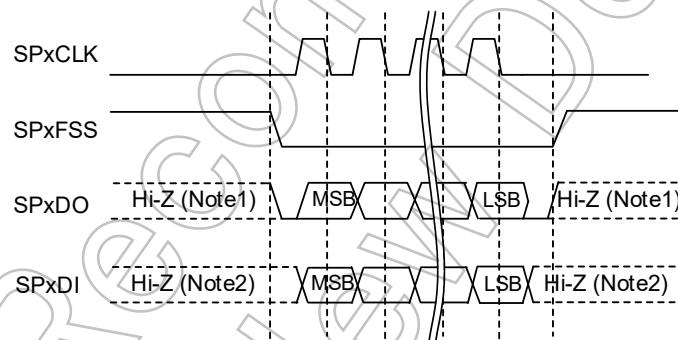 SPxCLK
SPxFSS
SPxDO Hi-Z (Note1) MSB LSB Hi-Z (Note1)
SPxDI Hi-Z (Note2) MSB LSB Hi-Z (Note2)